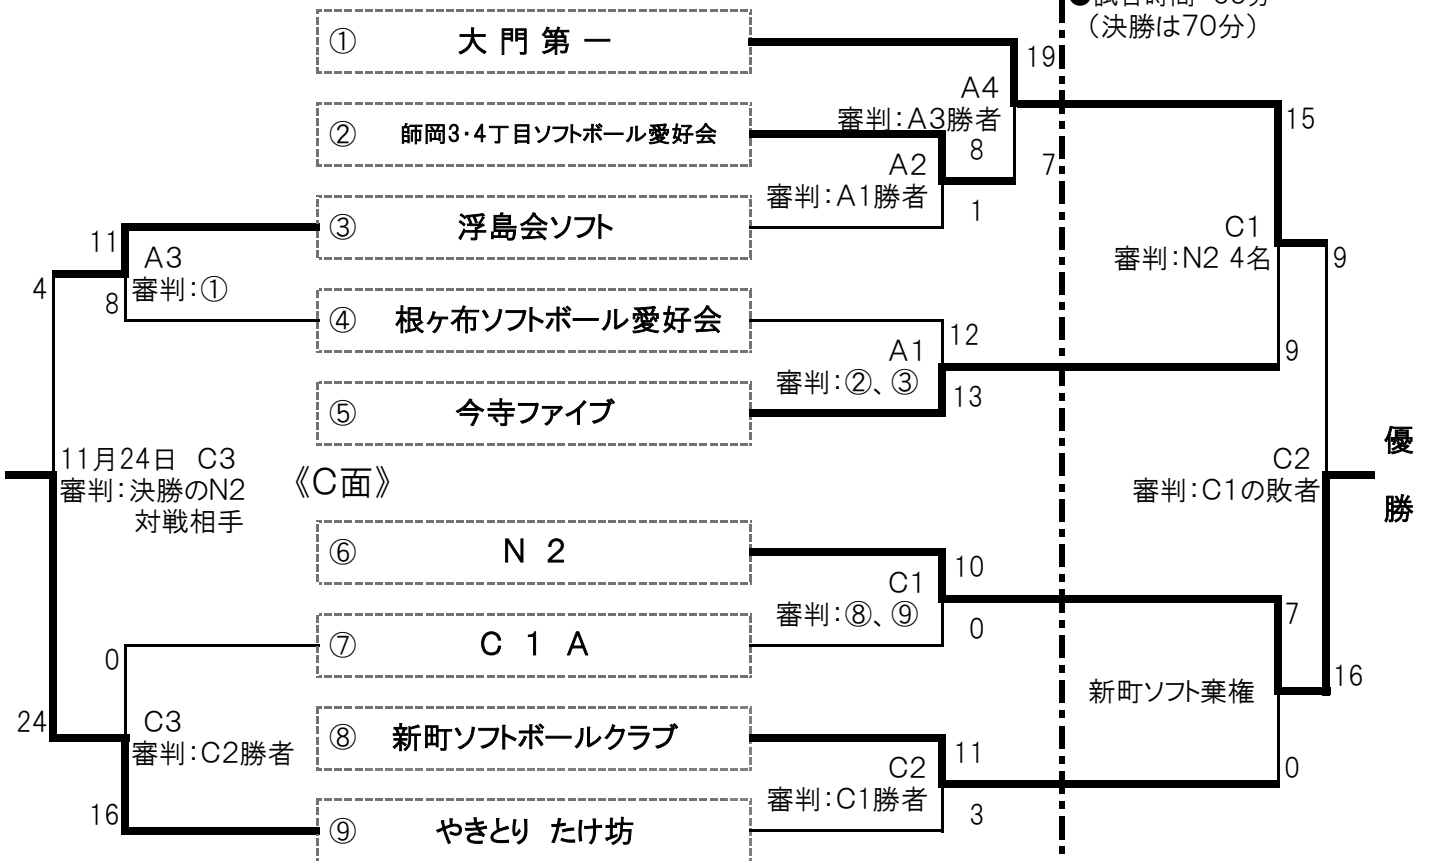 (決勝は70分)
① 大 門 第 一
19
A4
審判:A3勝者
15
② 師岡3・4丁目ソフトボール愛好会
8
7
A2
審判:A1勝者
1
③ 浮島会ソフト
11
A3
審判:①
4
8
C1
審判:N2 4名
9
④ 根ヶ布ソフトボール愛好会
12
A1
審判:②、③
13
9
⑤ 今寺ファイブ
11月24日 C3
審判:決勝のN2
対戦相手
《C面》
C2
審判:C1の敗者
優
勝
⑥ N 2
10
C1
審判:⑧、⑨
0
7
⑦ C 1 A
0
新町ソフト棄権
16
24
C3
審判:C2勝者
⑧ 新町ソフトボールクラブ
11
C2
審判:C1勝者
0
3
16
⑨ やきとり たけ坊